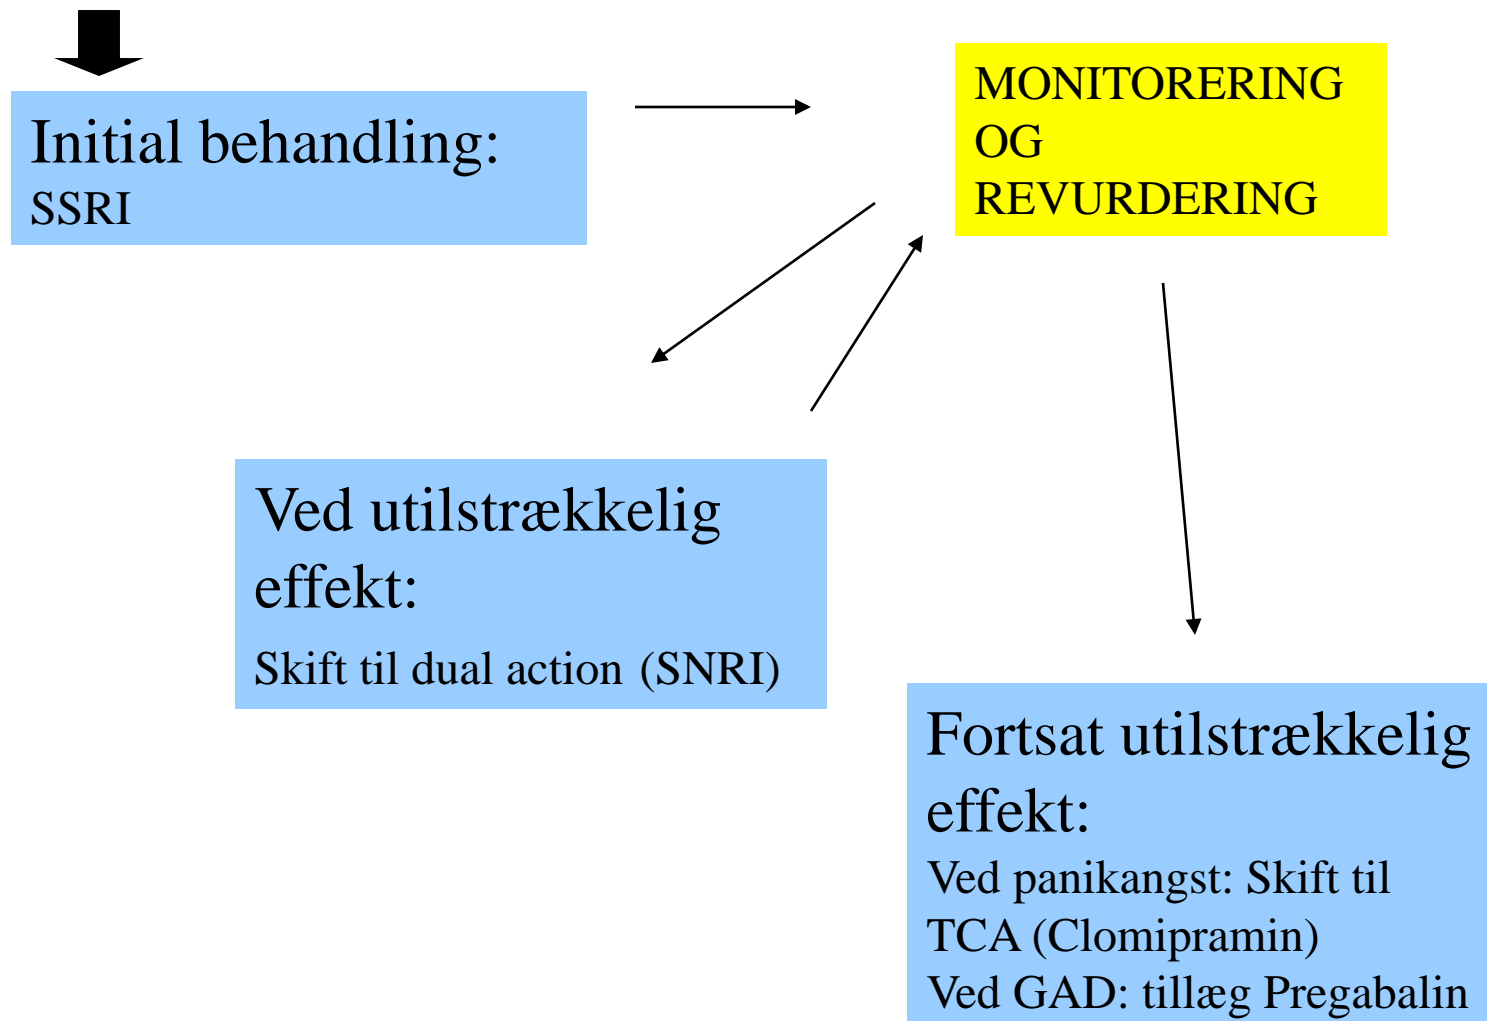 Initial behandling:
SSRI
MONITORERING
OG
REVURDERING
Ved utilstrækkelig
effekt:
Skift til dual action (SNRI)
Fortsat utilstrækkelig
effekt:
Ved panikangst: Skift til
TCA (Clomipramin)
Ved GAD: tillæg Pregabalin